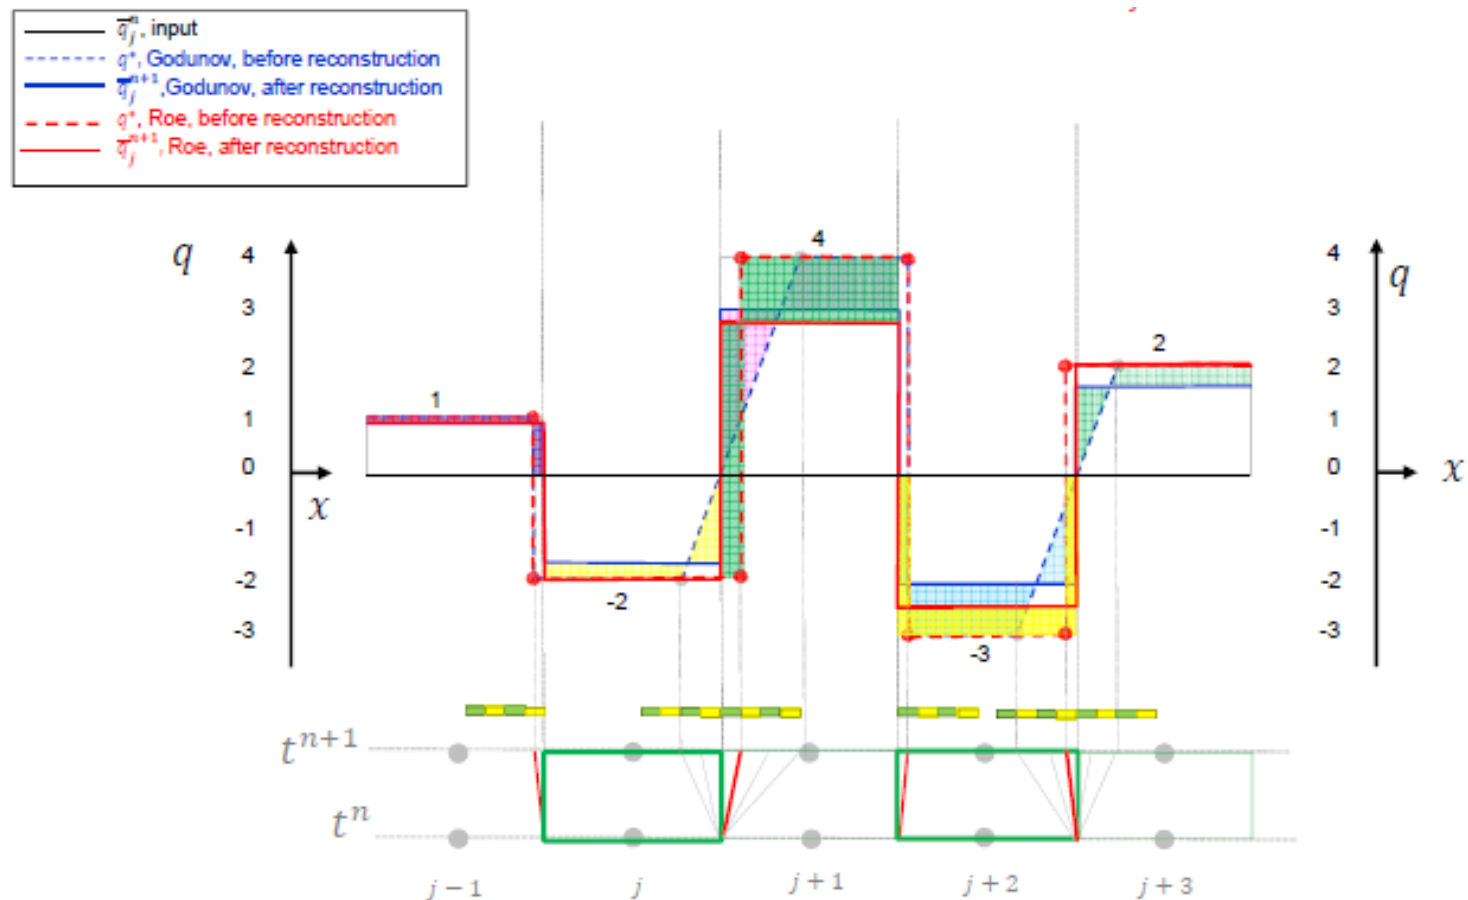 q̅ⱼⁿ, input
q*, Godunov, before reconstruction
q̅ⱼⁿ⁺¹,Godunov, after reconstruction
q*, Roe, before reconstruction
q̅ⱼⁿ⁺¹, Roe, after reconstruction
q
4
3
2
1
0
-1
-2
-3
x
1
-2
4
-3
2
4
3
2
1
0
-1
-2
-3
q
x
tⁿ⁺¹
tⁿ
j − 1
j
j + 1
j + 2
j + 3